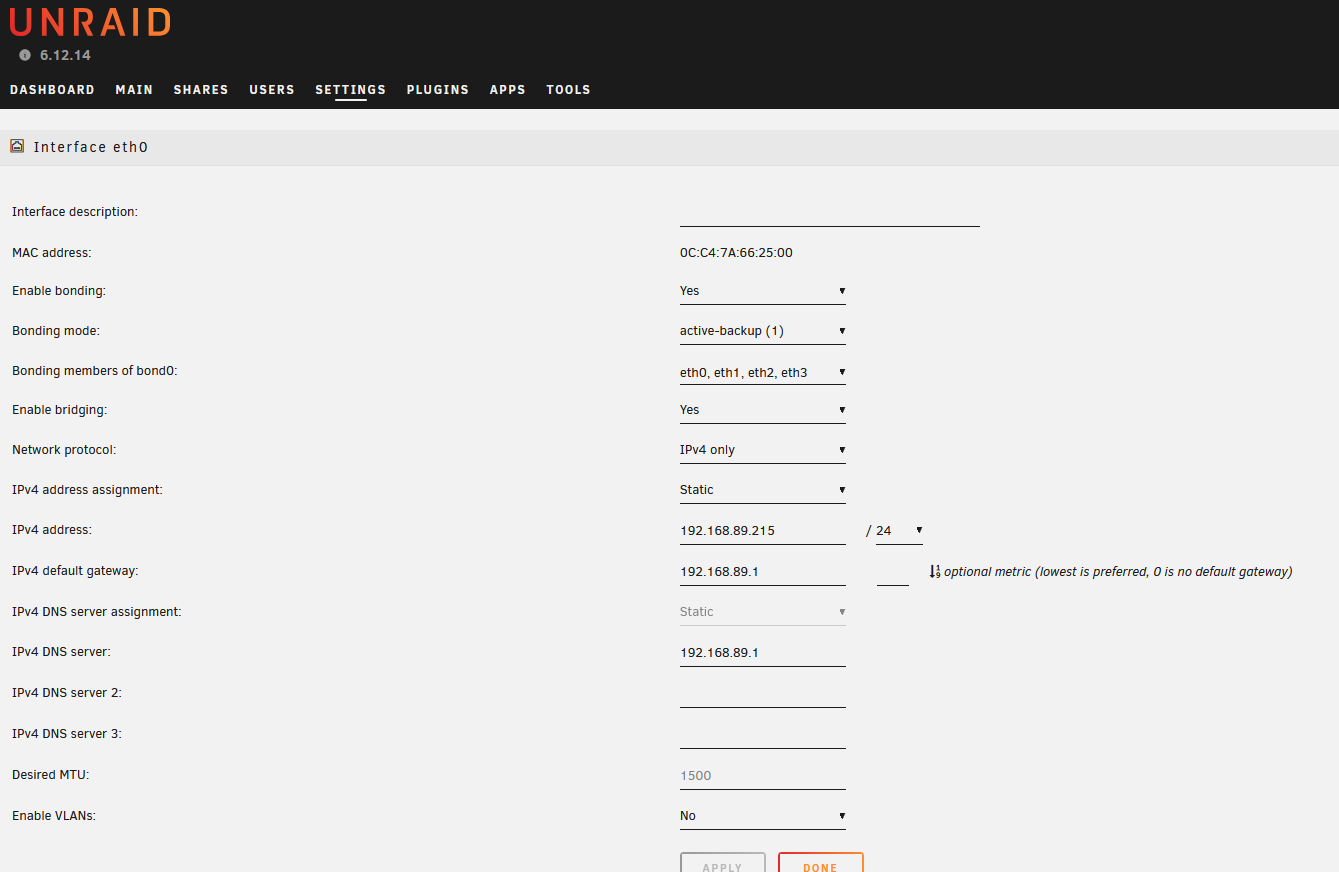 UNRAID
6.12.14
DASHBOARD MAIN SHARES USERS SETTINGS PLUGINS APPS TOOLS
Interface eth0
Interface description:
MAC address: 0C:C4:7A:66:25:00
Enable bonding: Yes
Bonding mode: active-backup (1)
Bonding members of bond0: eth0, eth1, eth2, eth3
Enable bridging: Yes
Network protocol: IPv4 only
IPv4 address assignment: Static
IPv4 address: 192.168.89.215 / 24
IPv4 default gateway: 192.168.89.1 optional metric (lowest is preferred, 0 is no default gateway)
IPv4 DNS server assignment: Static
IPv4 DNS server: 192.168.89.1
IPv4 DNS server 2:
IPv4 DNS server 3:
Desired MTU: 1500
Enable VLANs: No
APPLY DONE